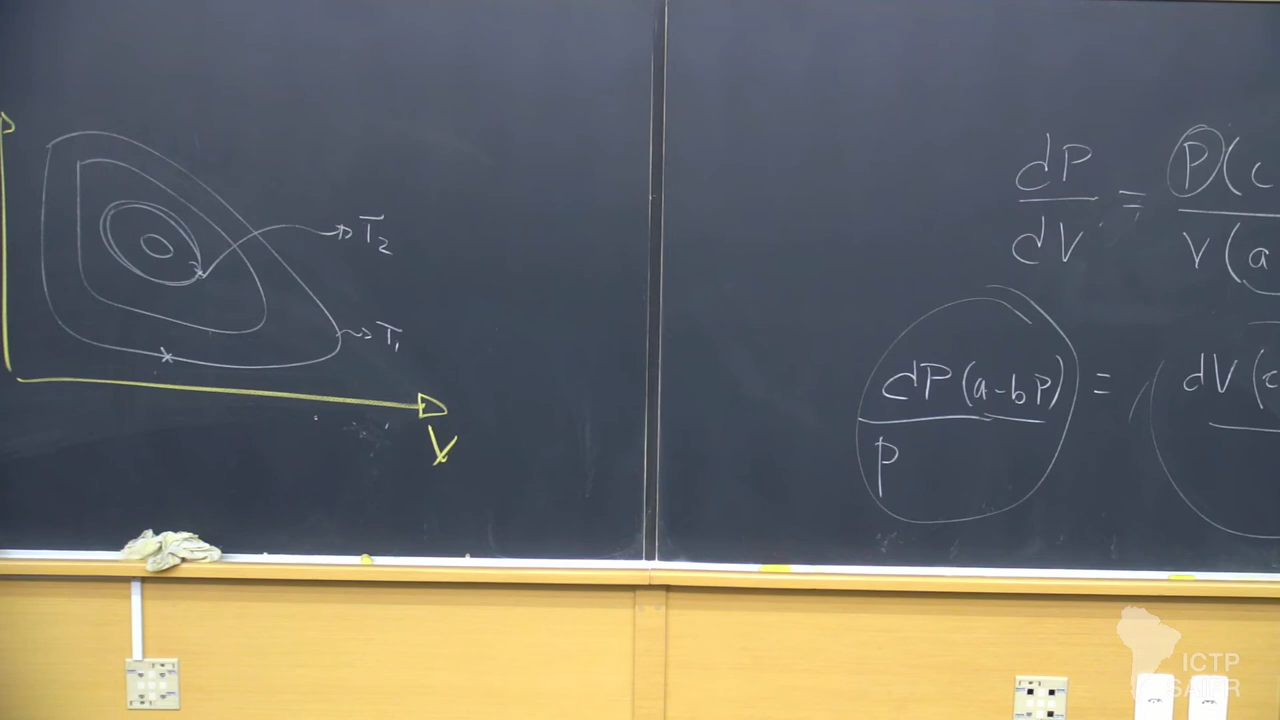 T₂
T₁
V
dP/dV = P(c
V(a
dP(a-bP)/P = dV(
ICTP
SAIFR